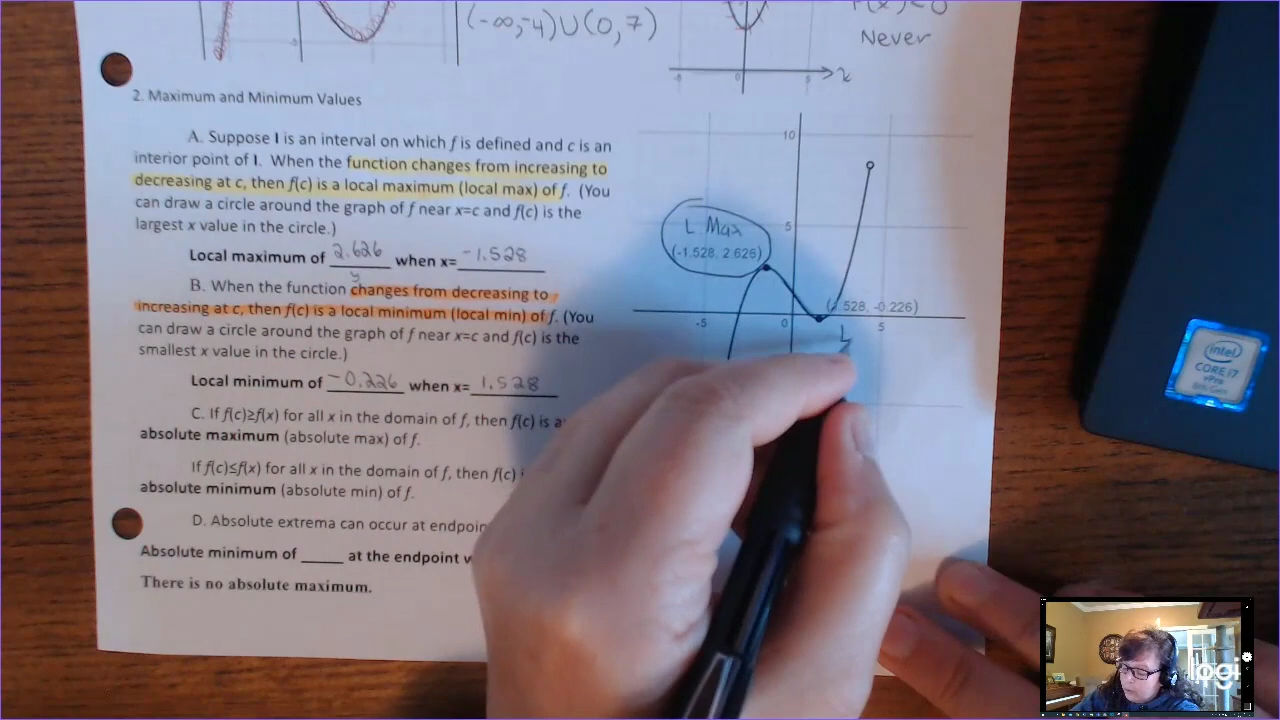 (-∞,-4)∪(0,7)
Never
2. Maximum and Minimum Values
A. Suppose I is an interval on which f is defined and c is an
interior point of I. When the function changes from increasing to
decreasing at c, then f(c) is a local maximum (local max) of f. (You
can draw a circle around the graph of f near x=c and f(c) is the
largest x value in the circle.)
Local maximum of 2.626 when x= -1.528
y
B. When the function changes from decreasing to
increasing at c, then f(c) is a local minimum (local min) of f. (You
can draw a circle around the graph of f near x=c and f(c) is the
smallest x value in the circle.)
Local minimum of -0.226 when x= 1.528
C. If f(c)≥f(x) for all x in the domain of f, then f(c) is a
absolute maximum (absolute max) of f.
If f(c)≤f(x) for all x in the domain of f, then f(c)
absolute minimum (absolute min) of f.
D. Absolute extrema can occur at
Absolute minimum of ____ at the endpoint
There is no absolute maximum.
x
10
5
L. Max
(-1.528, 2.626)
528, -0.226)
-5 0 5
L
intel
CORE i7
vPro
8th Gen
logi